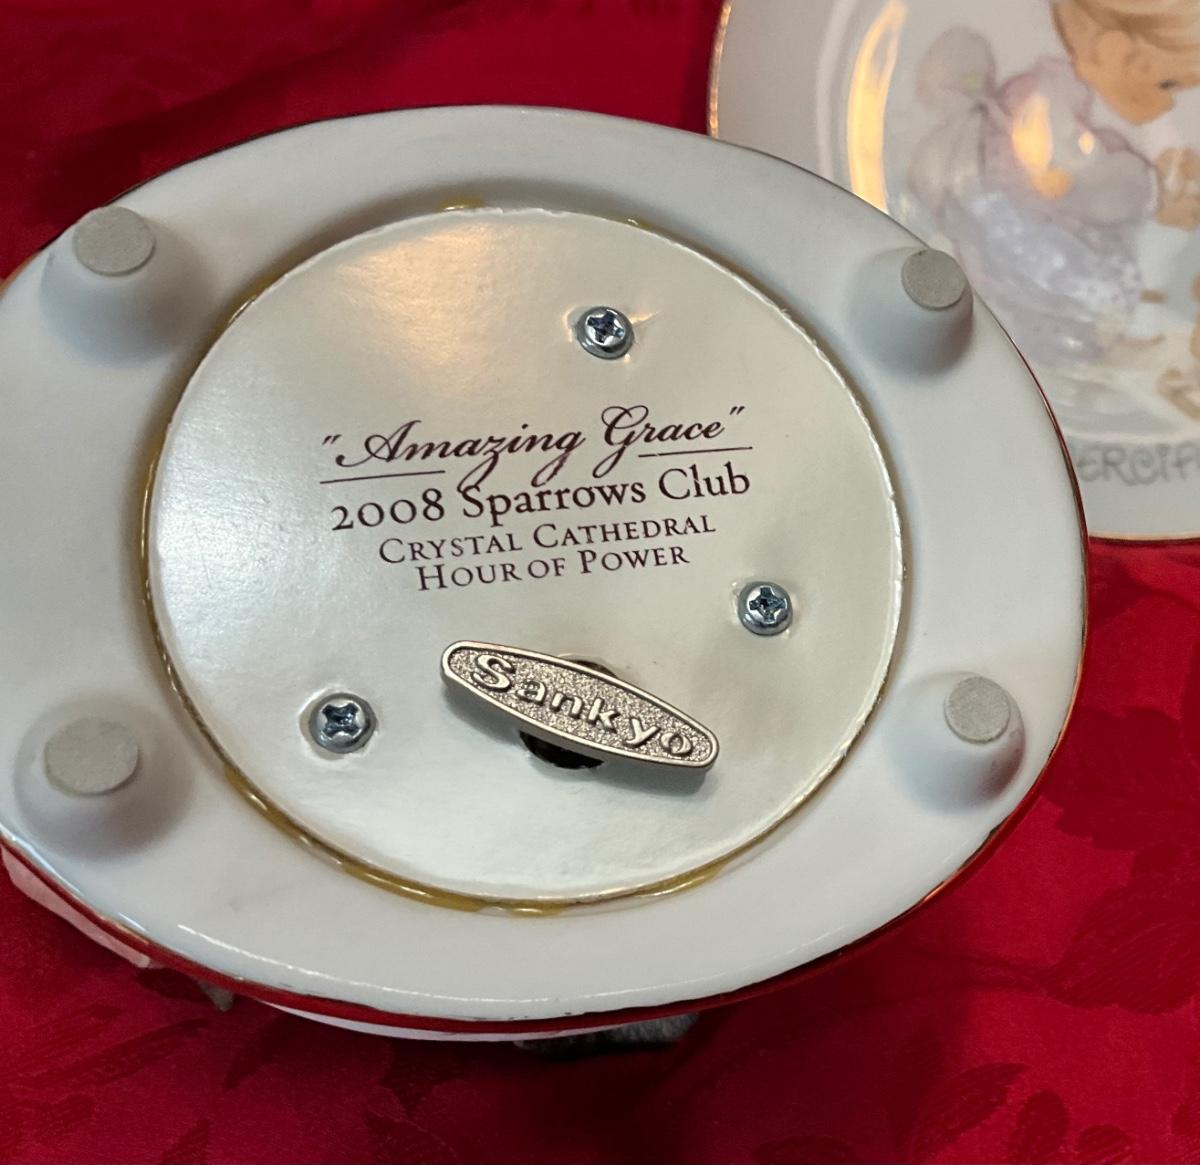 "Amazing Grace"
2008 Sparrows Club
CRYSTAL CATHEDRAL
HOUR OF POWER
Sankyo